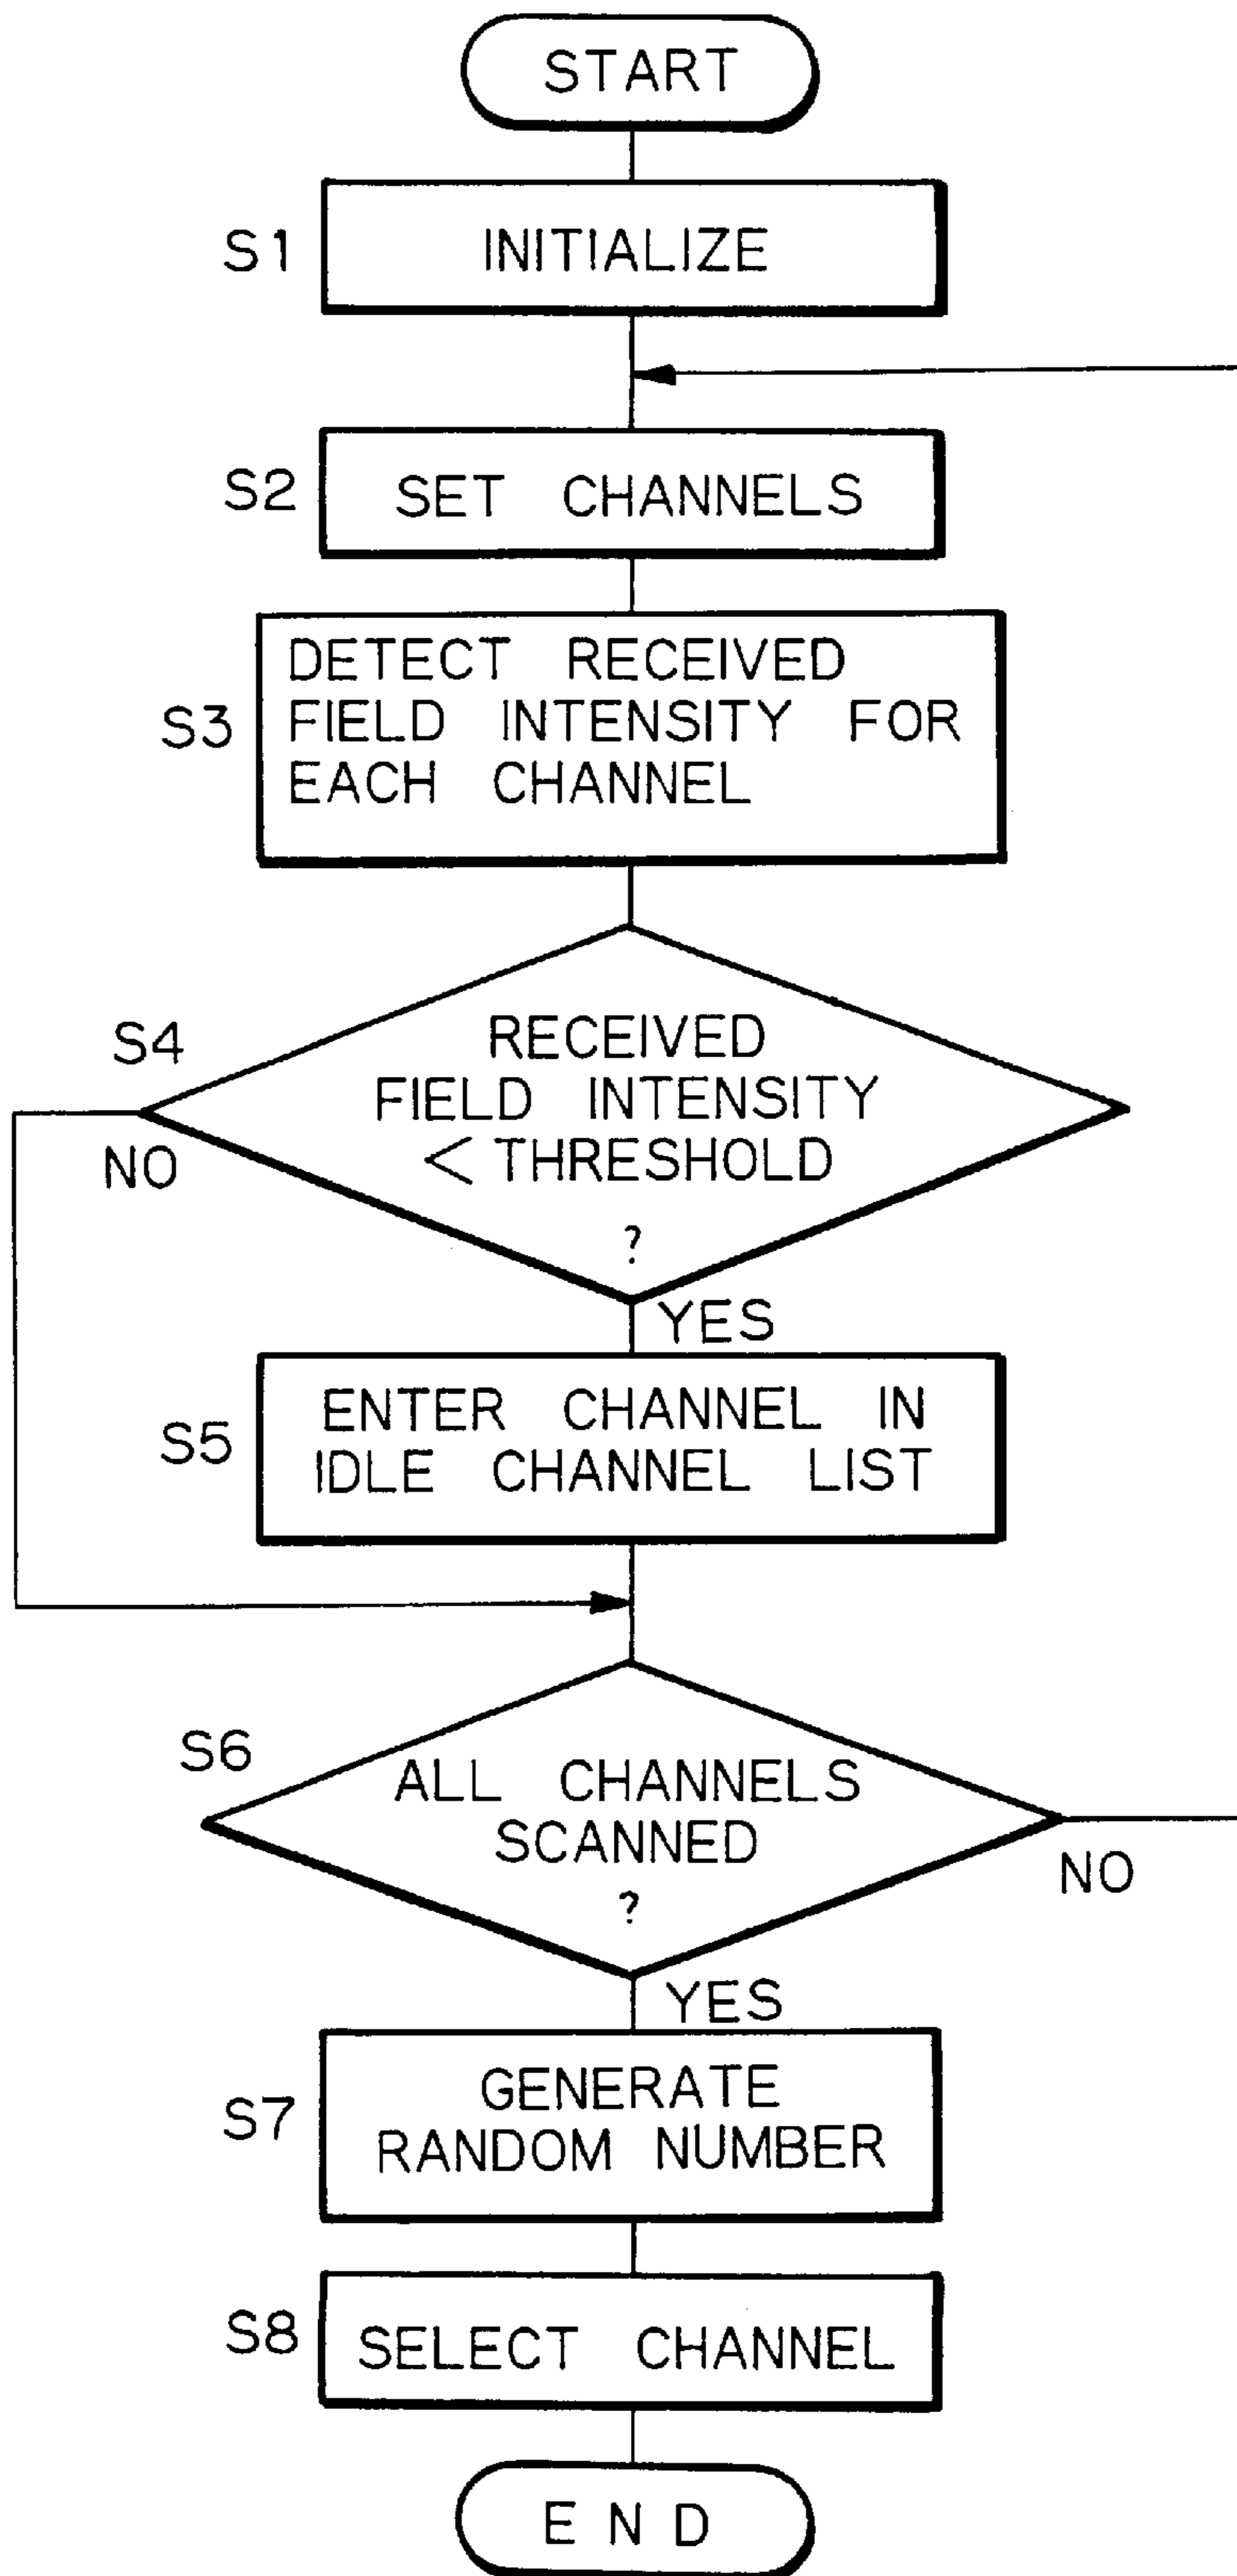 START
S1
INITIALIZE
S2
SET CHANNELS
S3
DETECT RECEIVED
FIELD INTENSITY FOR
EACH CHANNEL
S4
RECEIVED
FIELD INTENSITY
< THRESHOLD
?
NO
YES
S5
ENTER CHANNEL IN
IDLE CHANNEL LIST
S6
ALL CHANNELS
SCANNED
?
NO
YES
S7
GENERATE
RANDOM NUMBER
S8
SELECT CHANNEL
END